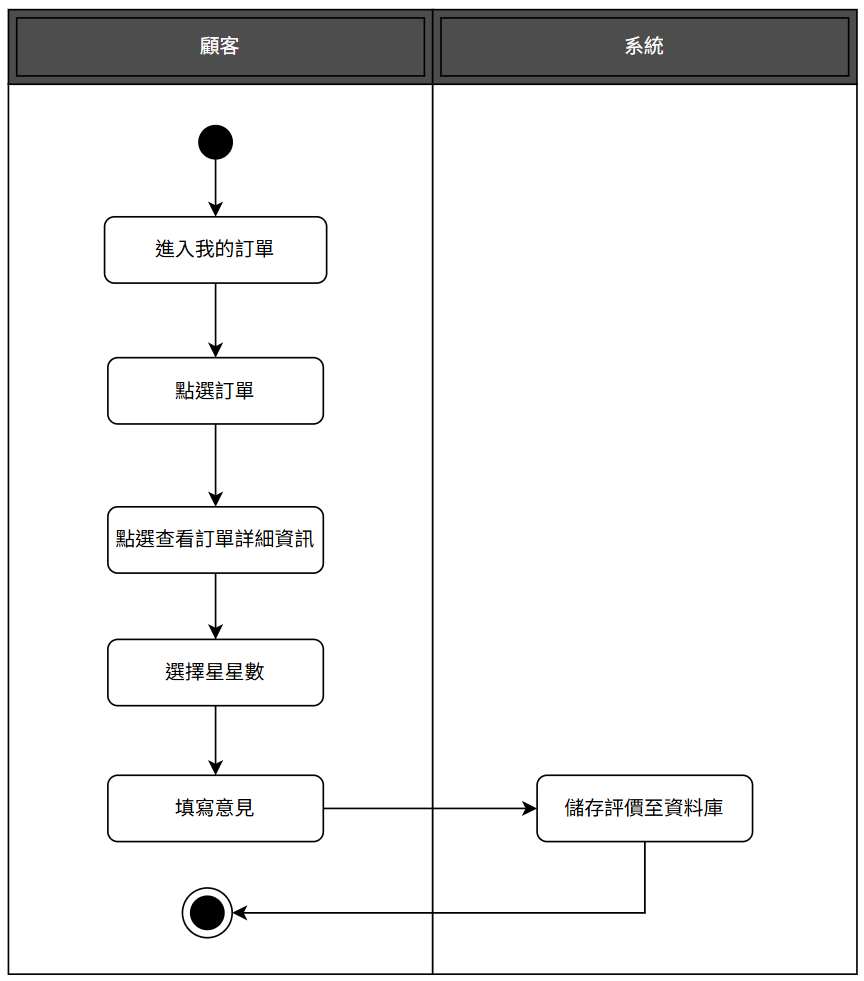 顧客
系統
進入我的訂單
點選訂單
點選查看訂單詳細資訊
選擇星星數
填寫意見
儲存評價至資料庫